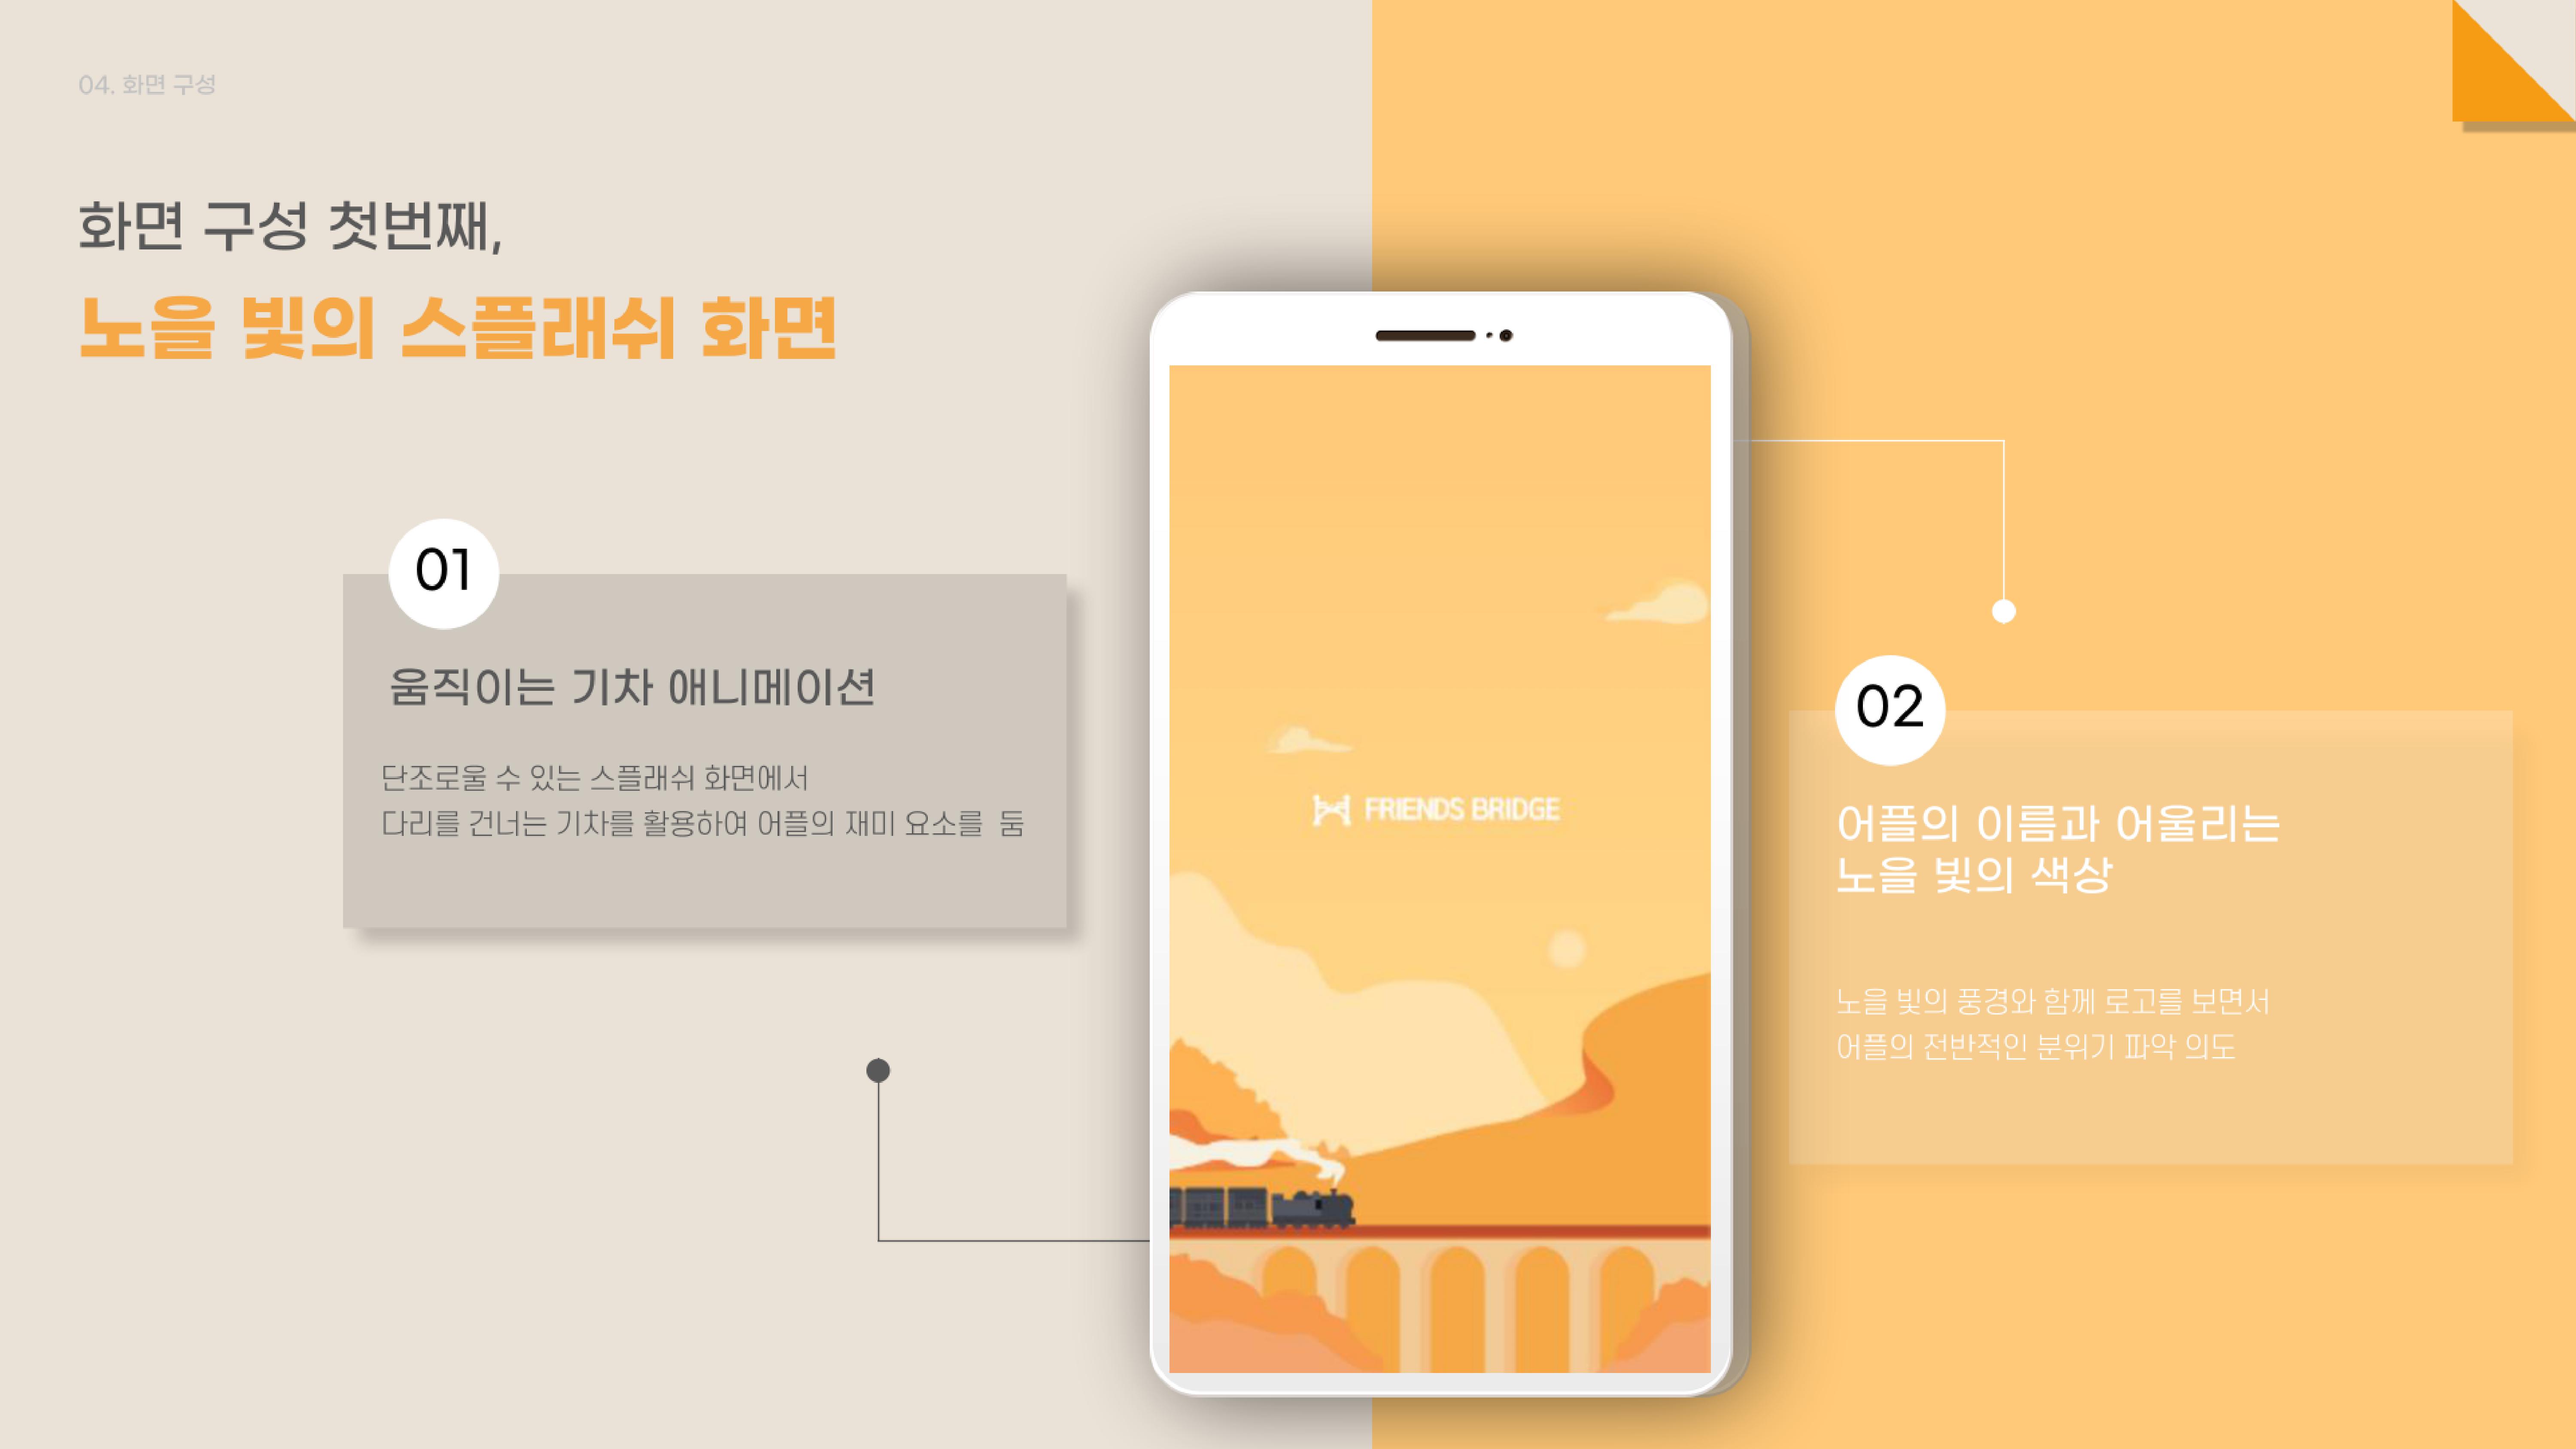 04. 화면 구성
화면 구성 첫번째,
노을 빛의 스플래쉬 화면
01
움직이는 기차 애니메이션
단조로울 수 있는 스플래쉬 화면에서
다리를 건너는 기차를 활용하여 어플의 재미 요소를 둠
FRIENDS BRIDGE
02
어플의 이름과 어울리는
노을 빛의 색상
노을 빛의 풍경와 함께 로고를 보면서
어플의 전반적인 분위기 파악 의도